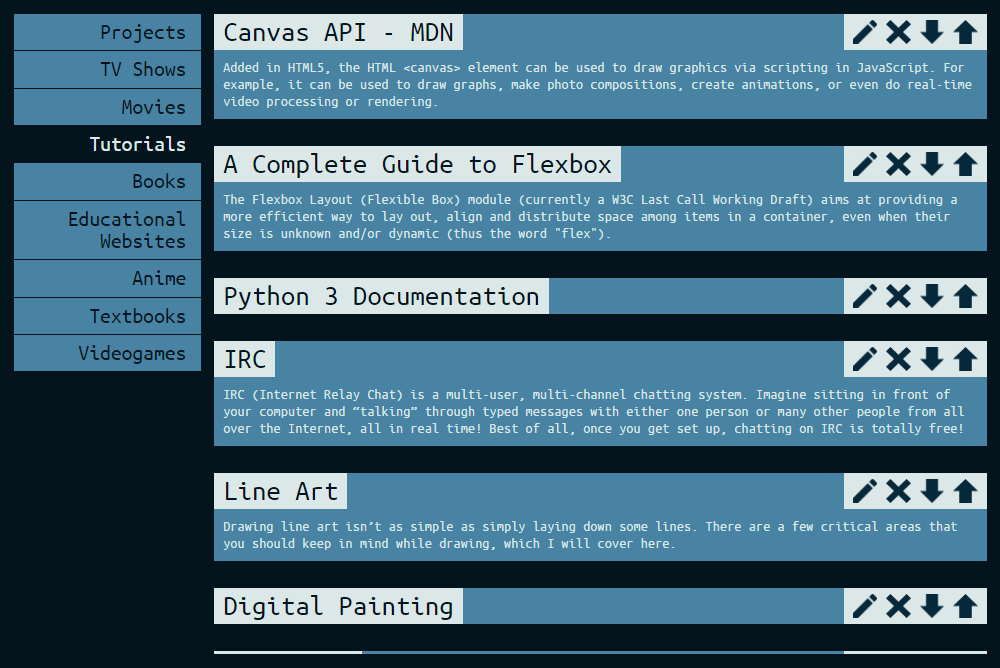 Projects
TV Shows
Movies
Tutorials
Books
Educational
Websites
Anime
Textbooks
Videogames
Canvas API - MDN
Added in HTML5, the HTML <canvas> element can be used to draw graphics via scripting in JavaScript. For
example, it can be used to draw graphs, make photo compositions, create animations, or even do real-time
video processing or rendering.
A Complete Guide to Flexbox
The Flexbox Layout (Flexible Box) module (currently a W3C Last Call Working Draft) aims at providing a
more efficient way to lay out, align and distribute space among items in a container, even when their
size is unknown and/or dynamic (thus the word "flex").
Python 3 Documentation
IRC
IRC (Internet Relay Chat) is a multi-user, multi-channel chatting system. Imagine sitting in front of
your computer and “talking” through typed messages with either one person or many other people from all
over the Internet, all in real time! Best of all, once you get set up, chatting on IRC is totally free!
Line Art
Drawing line art isn’t as simple as simply laying down some lines. There are a few critical areas that
you should keep in mind while drawing, which I will cover here.
Digital Painting